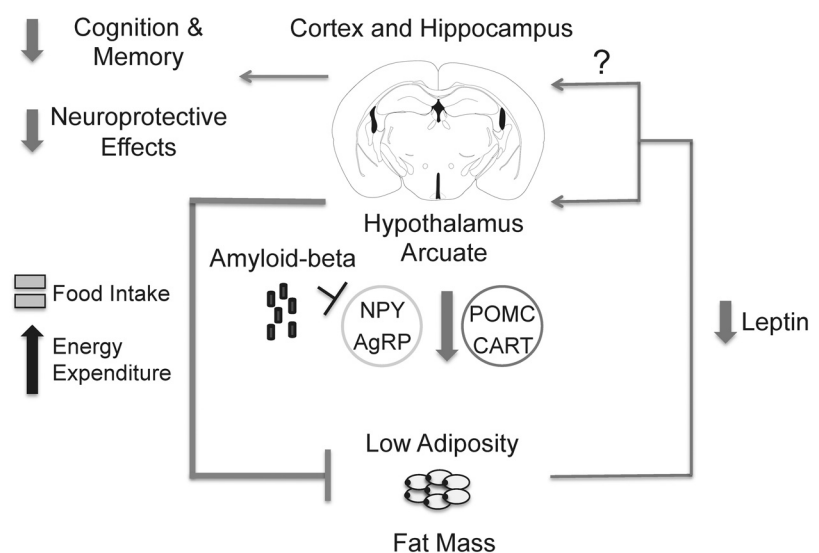 Cognition &
Memory
Cortex and Hippocampus
?
Neuroprotective
Effects
Hypothalamus
Arcuate
Amyloid-beta
Food Intake
NPY
AgRP
POMC
CART
Leptin
Energy
Expenditure
Low Adiposity
Fat Mass